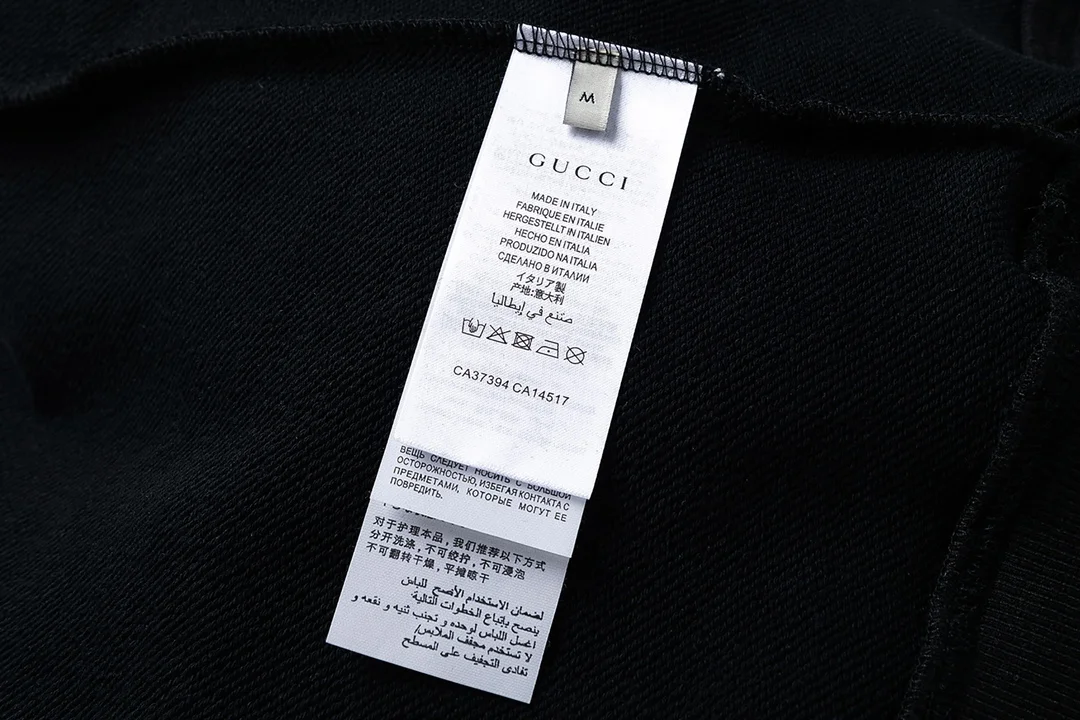 M
GUCCI
MADE IN ITALY
FABRIQUE EN ITALIE
HERGESTELLT IN ITALIEN
HECHO EN ITALIA
PRODUZIDO NA ITALIA
СДЕЛАНО В ИТАЛИИ
イタリア製
产地:意大利
صنع في إيطاليا
CA37394 CA14517
ВЕЩЬ СЛЕДУЕТ НОСИТЬ С БОЛЬШОЙ
ОСТОРОЖНОСТЬЮ, ИЗБЕГАЯ КОНТАКТА С
ПРЕДМЕТАМИ, КОТОРЫЕ МОГУТ ЕЕ
ПОВРЕДИТЬ.
对于护理本品，我们推荐以下方式
分开洗涤，不可绞拧，不可浸泡
不可翻转干燥，平摊晾干
لضمان الاستخدام الأصح للباس
ينصح بإتباع الخطوات التالية:
اغسل اللباس لوحده و تجنب ثنيه و نقعه و
لا تستخدم مجفف الملابس/
تفادى التجفيف على المسطح